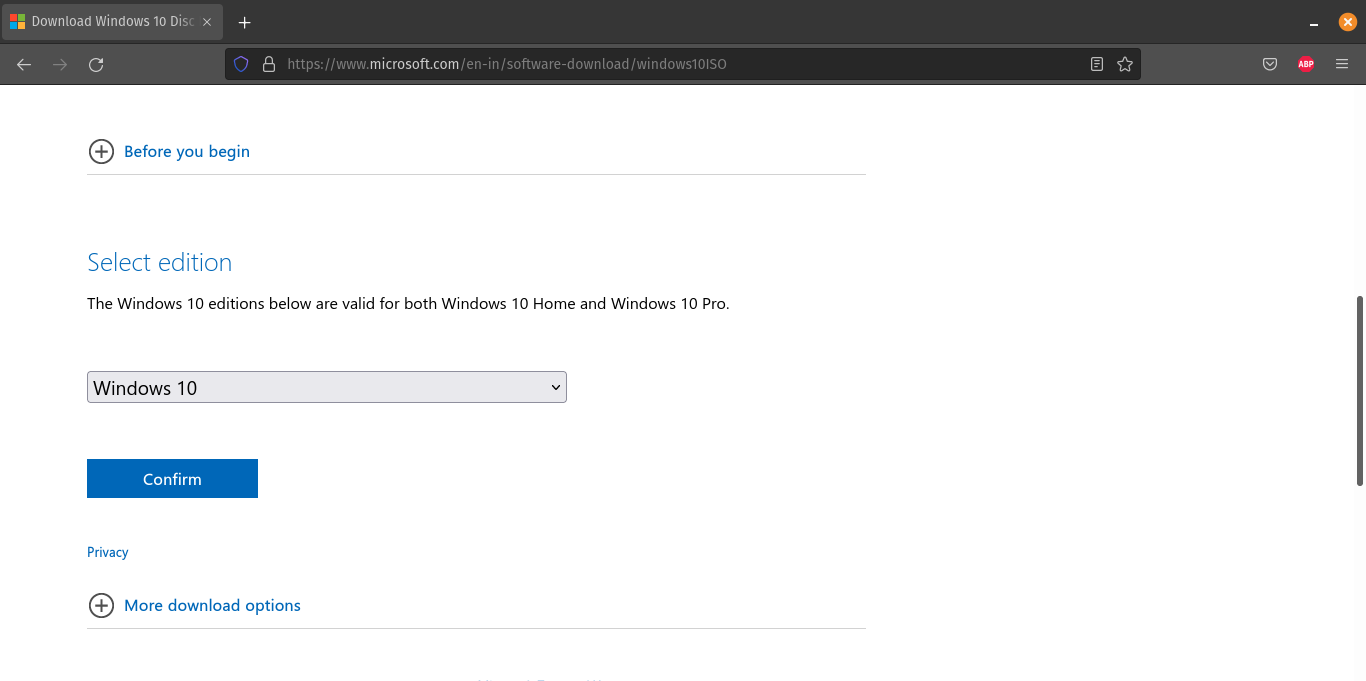 Download Windows 10 Disc
https://www.microsoft.com/en-in/software-download/windows10ISO
ABP
Before you begin
Select edition
The Windows 10 editions below are valid for both Windows 10 Home and Windows 10 Pro.
Windows 10
Confirm
Privacy
More download options